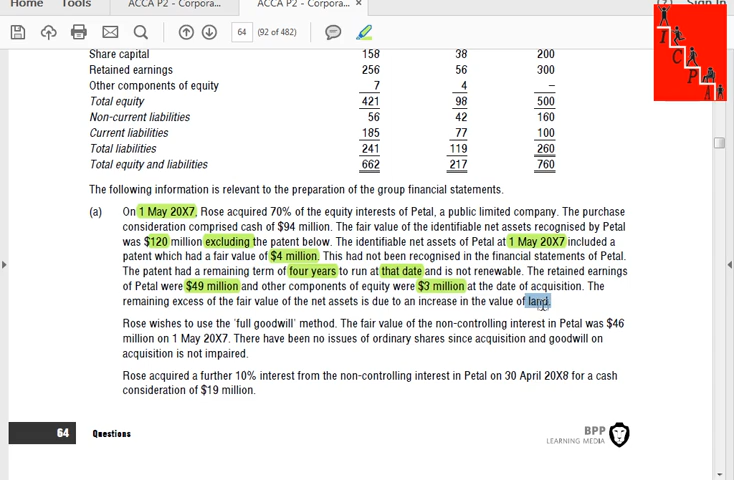 Home Tools ACCA P2 - Corpora... ACCA P2 - Corpora... × Sign In
64 (92 of 482)
I
C
P
A
Share capital 158 38 200
Retained earnings 256 56 300
Other components of equity 7 4 –
Total equity 421 98 500
Non-current liabilities 56 42 160
Current liabilities 185 77 100
Total liabilities 241 119 260
Total equity and liabilities 662 217 760
The following information is relevant to the preparation of the group financial statements.
(a) On 1 May 20X7, Rose acquired 70% of the equity interests of Petal, a public limited company. The purchase
consideration comprised cash of $94 million. The fair value of the identifiable net assets recognised by Petal
was $120 million excluding the patent below. The identifiable net assets of Petal at 1 May 20X7 included a
patent which had a fair value of $4 million. This had not been recognised in the financial statements of Petal.
The patent had a remaining term of four years to run at that date and is not renewable. The retained earnings
of Petal were $49 million and other components of equity were $3 million at the date of acquisition. The
remaining excess of the fair value of the net assets is due to an increase in the value of land.
Rose wishes to use the 'full goodwill' method. The fair value of the non-controlling interest in Petal was $46
million on 1 May 20X7. There have been no issues of ordinary shares since acquisition and goodwill on
acquisition is not impaired.
Rose acquired a further 10% interest from the non-controlling interest in Petal on 30 April 20X8 for a cash
consideration of $19 million.
64 Questions
BPP
LEARNING MEDIA